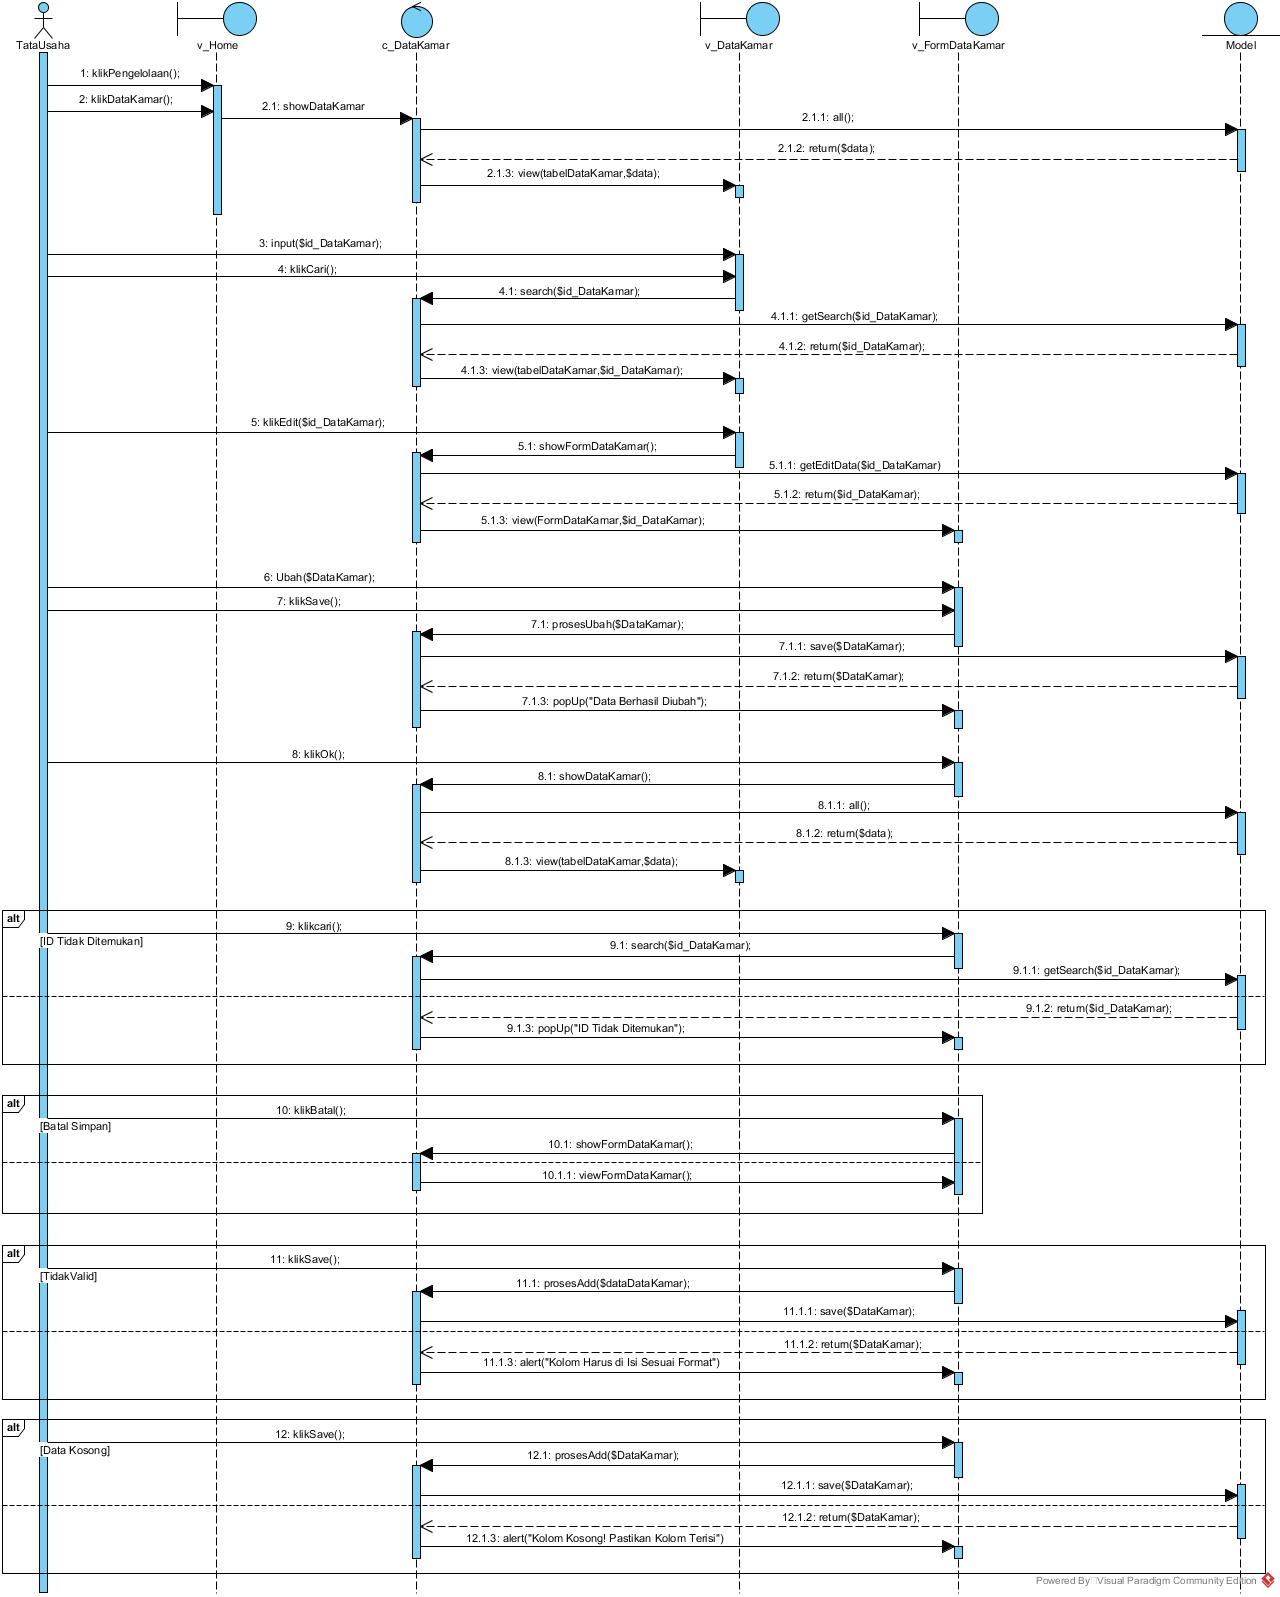 TataUsaha
v_Home
c_DataKamar
v_DataKamar
v_FormDataKamar
Model
1: klikPengelolaan();
2: klikDataKamar();
2.1: showDataKamar
2.1.1: all();
2.1.2: return($data);
2.1.3: view(tabelDataKamar,$data);
3: input($id_DataKamar);
4: klikCari();
4.1: search($id_DataKamar);
4.1.1: getSearch($id_DataKamar);
4.1.2: return($id_DataKamar);
4.1.3: view(tabelDataKamar,$id_DataKamar);
5: klikEdit($id_DataKamar);
5.1: showFormDataKamar();
5.1.1: getEditData($id_DataKamar)
5.1.2: return($id_DataKamar);
5.1.3: view(FormDataKamar,$id_DataKamar);
6: Ubah($DataKamar);
7: klikSave();
7.1: prosesUbah($DataKamar);
7.1.1: save($DataKamar);
7.1.2: return($DataKamar);
7.1.3: popUp("Data Berhasil Diubah");
8: klikOk();
8.1: showDataKamar();
8.1.1: all();
8.1.2: return($data);
8.1.3: view(tabelDataKamar,$data);
alt
9: klikcari();
[ID Tidak Ditemukan]
9.1: search($id_DataKamar);
9.1.1: getSearch($id_DataKamar);
9.1.2: return($id_DataKamar);
9.1.3: popUp("ID Tidak Ditemukan");
alt
10: klikBatal();
[Batal Simpan]
10.1: showFormDataKamar();
10.1.1: viewFormDataKamar();
alt
11: klikSave();
[TidakValid]
11.1: prosesAdd($dataDataKamar);
11.1.1: save($DataKamar);
11.1.2: return($DataKamar);
11.1.3: alert("Kolom Harus di Isi Sesuai Format")
alt
12: klikSave();
[Data Kosong]
12.1: prosesAdd($DataKamar);
12.1.1: save($DataKamar);
12.1.2: return($DataKamar);
12.1.3: alert("Kolom Kosong! Pastikan Kolom Terisi")
Powered By Visual Paradigm Community Edition